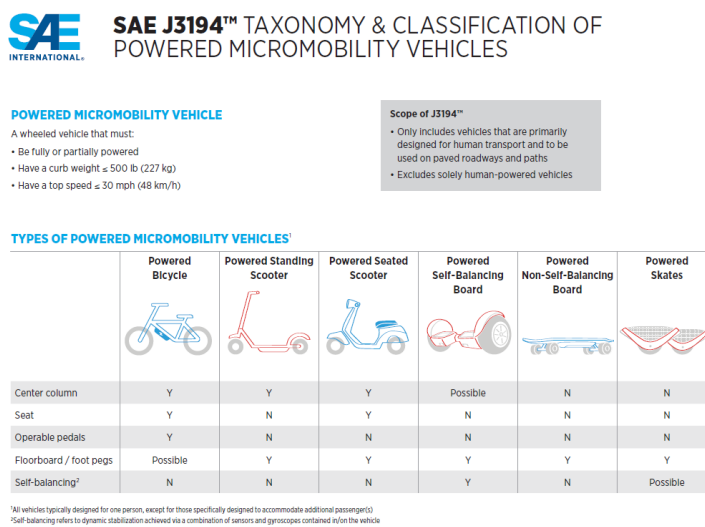 SAE
INTERNATIONAL®
SAE J3194™ TAXONOMY & CLASSIFICATION OF
POWERED MICROMOBILITY VEHICLES
POWERED MICROMOBILITY VEHICLE
A wheeled vehicle that must:
• Be fully or partially powered
• Have a curb weight ≤ 500 lb (227 kg)
• Have a top speed ≤ 30 mph (48 km/h)
Scope of J3194™
• Only includes vehicles that are primarily
designed for human transport and to be
used on paved roadways and paths
• Excludes solely human-powered vehicles
TYPES OF POWERED MICROMOBILITY VEHICLES¹
Powered Bicycle Powered Standing Scooter Powered Seated Scooter Powered Self-Balancing Board Powered Non-Self-Balancing Board Powered Skates
Center column Y Y Y Possible N N
Seat Y N Y N N N
Operable pedals Y N N N N N
Floorboard / foot pegs Possible Y Y Y Y Y
Self-balancing² N N N Y N Possible
¹All vehicles typically designed for one person, except for those specifically designed to accommodate additional passenger(s)
²Self-balancing refers to dynamic stabilization achieved via a combination of sensors and gyroscopes contained in/on the vehicle